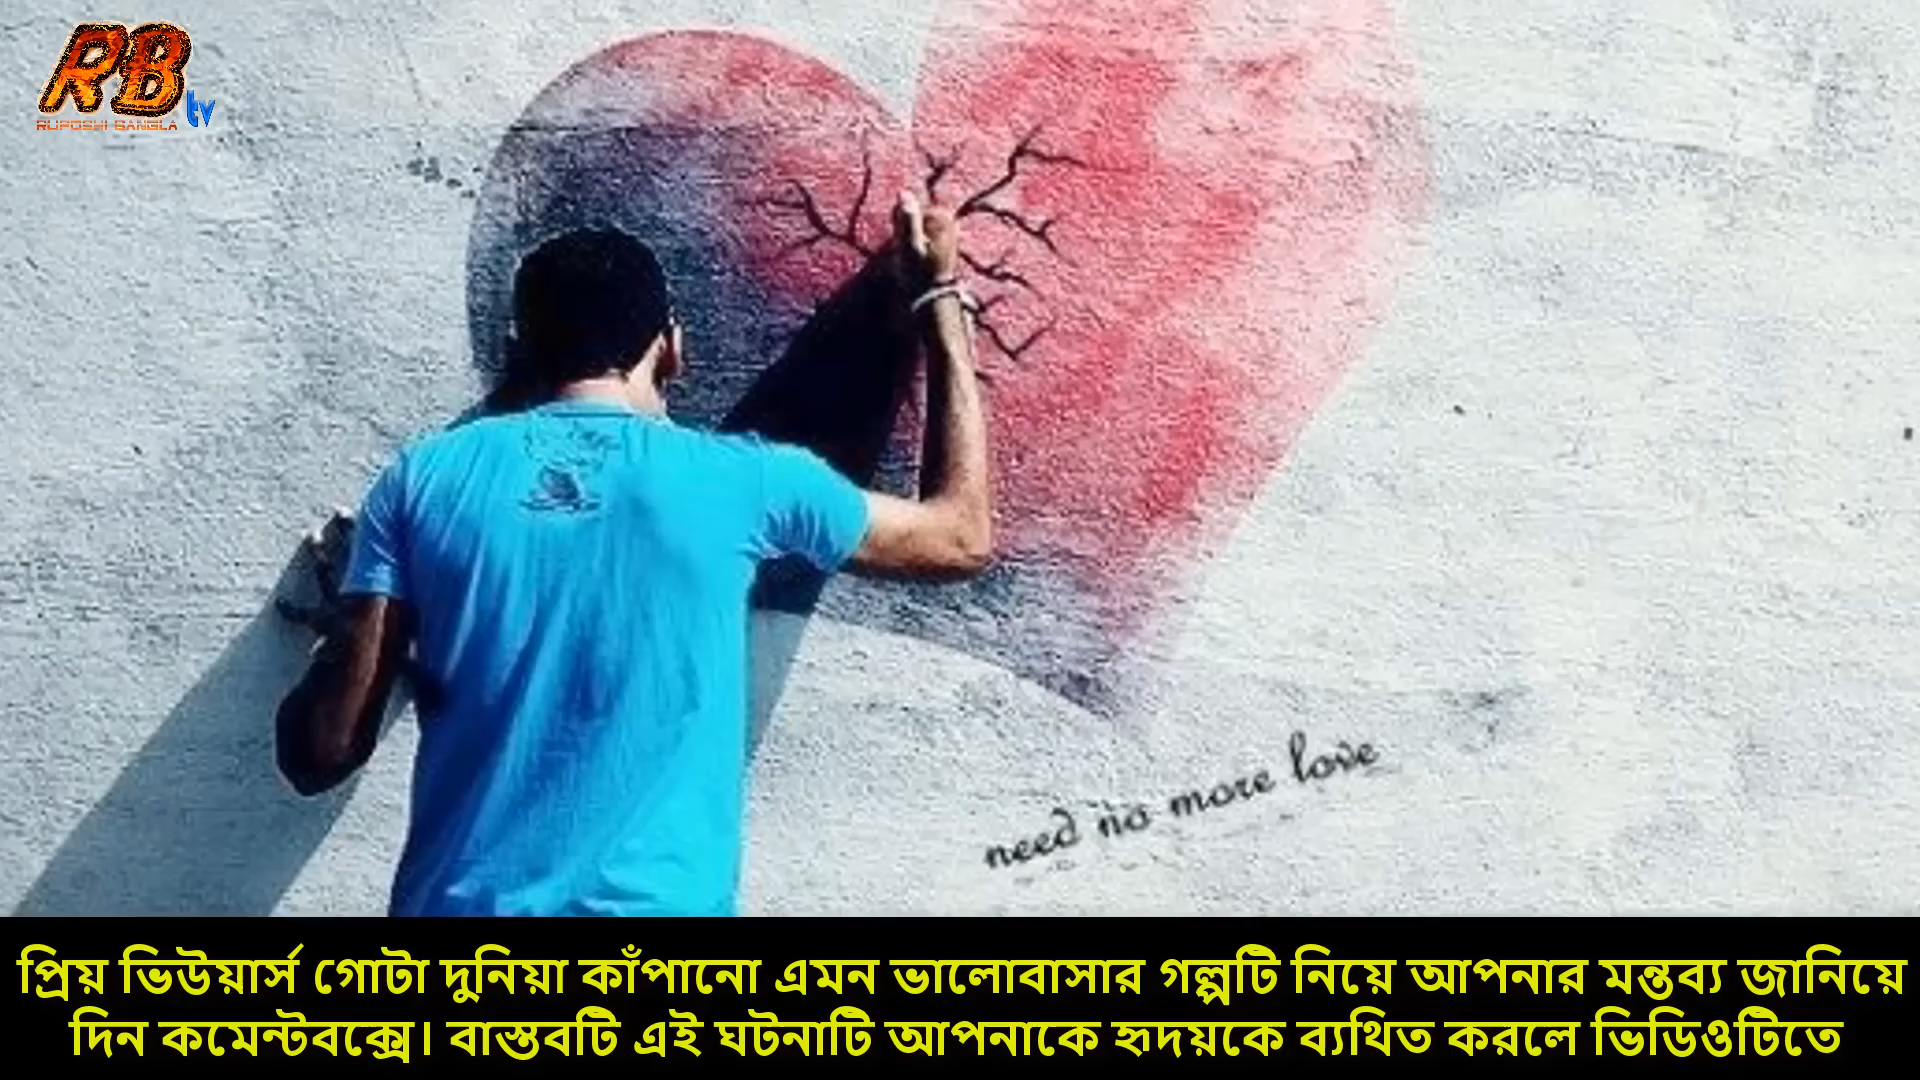 RB
tv
RUPOSHI BANGLA
need no more love
প্রিয় ভিউয়ার্স গোটা দুনিয়া কাঁপানো এমন ভালোবাসার গল্পটি নিয়ে আপনার মন্তব্য জানিয়ে
দিন কমেন্টবক্সে। বাস্তবটি এই ঘটনাটি আপনাকে হৃদয়কে ব্যথিত করলে ভিডিওটিতে